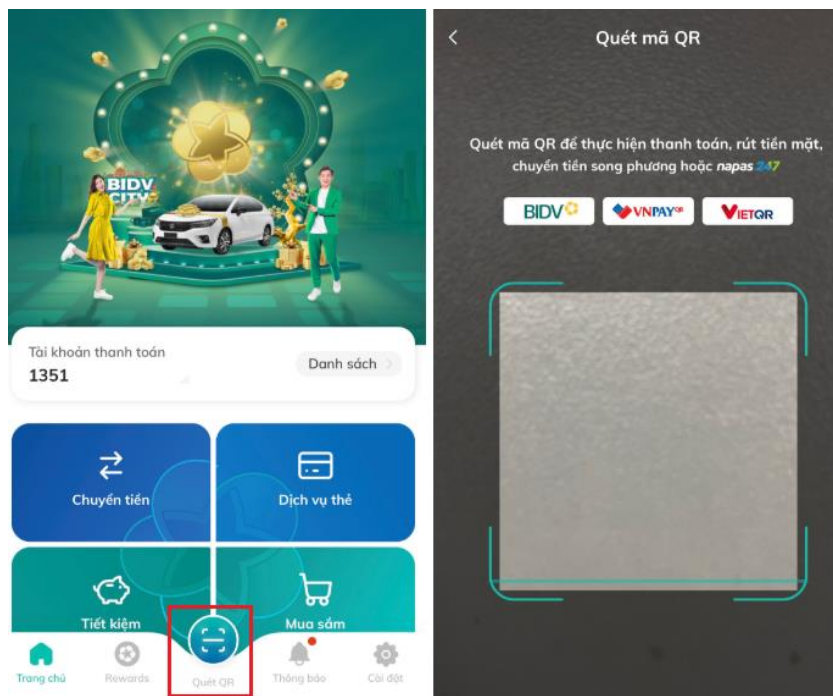 BIDV
CITY
Tài khoản thanh toán
1351
Danh sách
Chuyển tiền
Dịch vụ thẻ
Tiết kiệm
Mua sắm
Trang chủ
Rewards
Quét QR
Thông báo
Cài đặt
Quét mã QR
Quét mã QR để thực hiện thanh toán, rút tiền mặt,
chuyển tiền song phương hoặc napas 247
BIDV
VNPAYQR
VIETQR